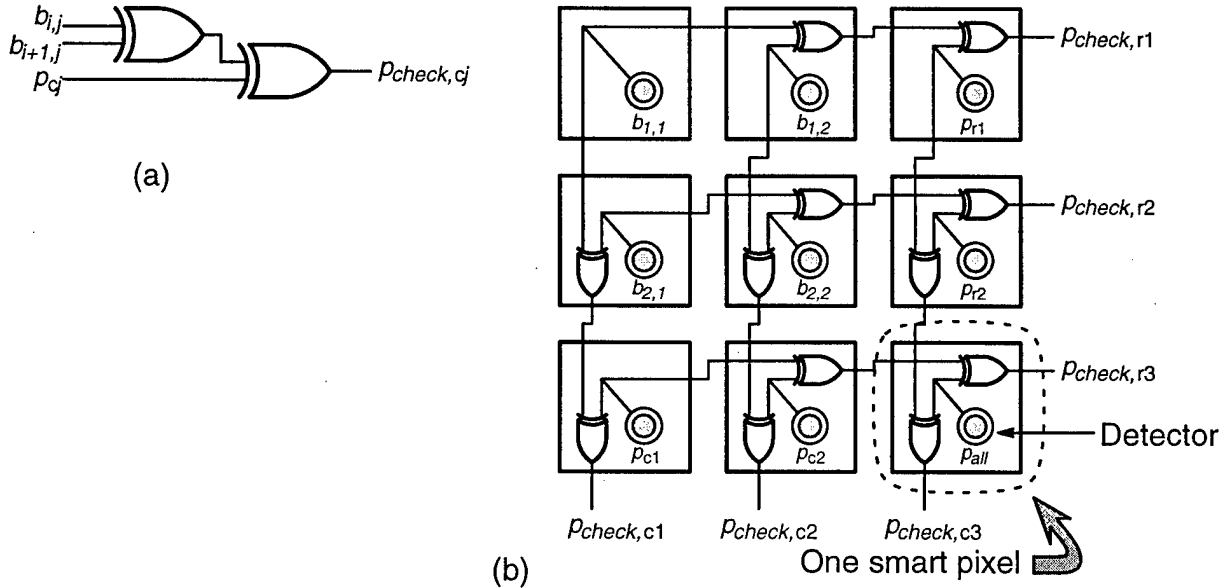 b_{i,j}
b_{i+1,j}
p_{cj}
p_{check,cj}
(a)
b_{1,1}
b_{1,2}
p_{r1}
p_{check,r1}
b_{2,1}
b_{2,2}
p_{r2}
p_{check,r2}
p_{c1}
p_{c2}
p_{all}
p_{check,r3}
Detector
p_{check,c1}
p_{check,c2}
p_{check,c3}
(b)
One smart pixel